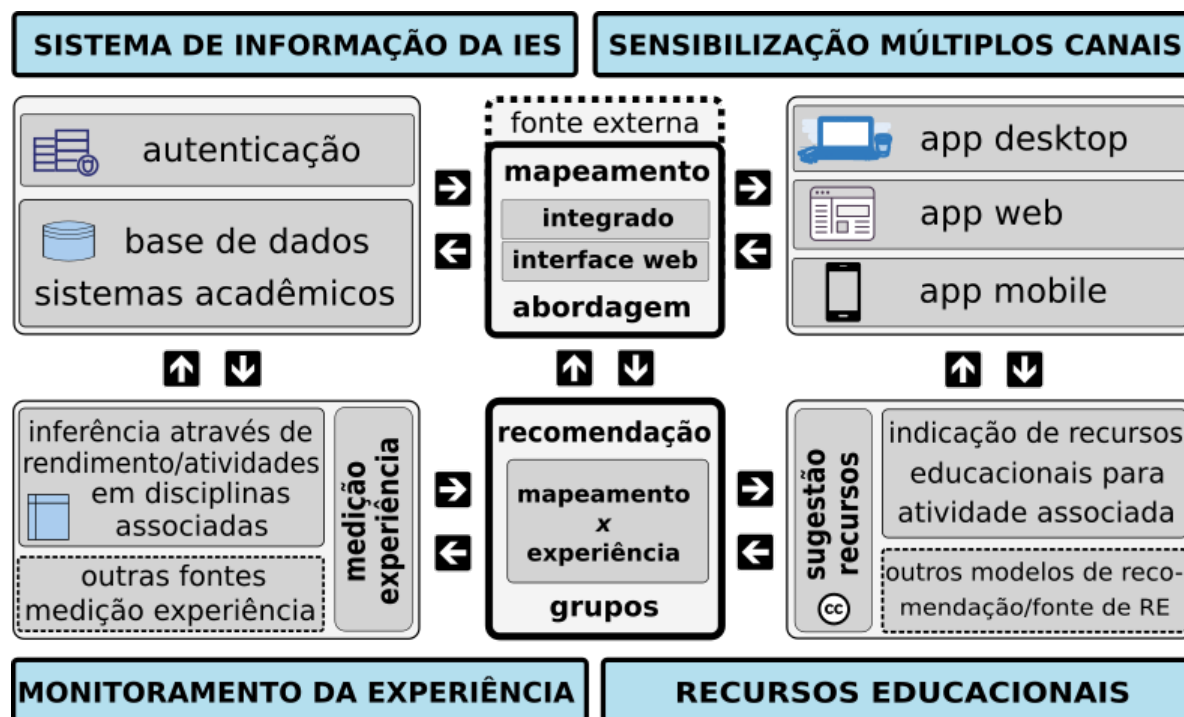 SISTEMA DE INFORMAÇÃO DA IES
SENSIBILIZAÇÃO MÚLTIPLOS CANAIS
autenticação
base de dados
sistemas acadêmicos
fonte externa
mapeamento
integrado
interface web
abordagem
app desktop
app web
app mobile
inferência através de
rendimento/atividades
em disciplinas
associadas
outras fontes
medição experiência
medição
experiência
recomendação
mapeamento
x
experiência
grupos
sugestão
recursos
cc
indicação de recursos
educacionais para
atividade associada
outros modelos de reco-
mendação/fonte de RE
MONITORAMENTO DA EXPERIÊNCIA
RECURSOS EDUCACIONAIS